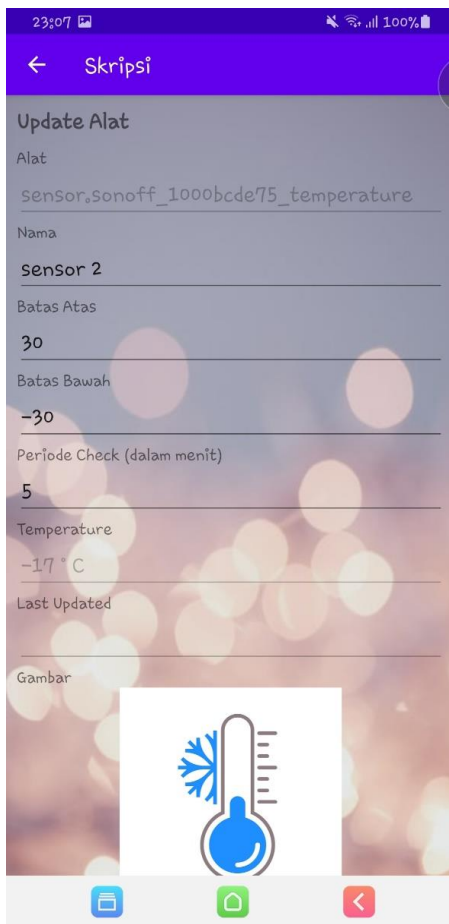 23:07 100%
Skripsi
Update Alat
Alat
sensor.sonoff_1000bcde75_temperature
Nama
sensor 2
Batas Atas
30
Batas Bawah
-30
Periode Check (dalam menit)
5
Temperature
-17 °C
Last Updated
Gambar